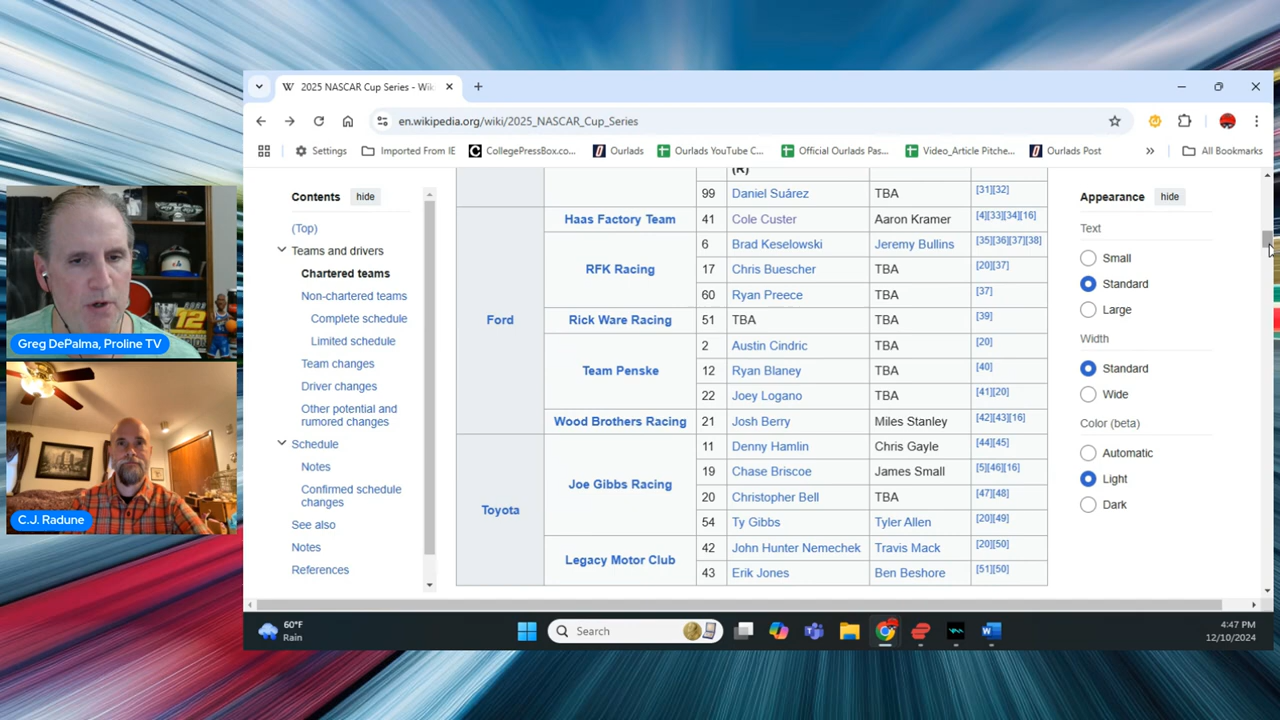 2025 NASCAR Cup Series - Wik
en.wikipedia.org/wiki/2025_NASCAR_Cup_Series
Settings Imported From IE CollegePressBox.co... Ourlads Ourlads YouTube C... Official Ourlads Pas... Video_Article Pitche... Ourlads Post » All Bookmarks
Contents hide
(Top)
Teams and drivers
Chartered teams
Non-chartered teams
Complete schedule
Limited schedule
Team changes
Driver changes
Other potential and
rumored changes
Schedule
Notes
Confirmed schedule
changes
See also
Notes
References
(R)
99 Daniel Suárez TBA [31][32]
Ford
Haas Factory Team 41 Cole Custer Aaron Kramer [4][33][34][16]
RFK Racing
6 Brad Keselowski Jeremy Bullins [35][36][37][38]
17 Chris Buescher TBA [20][37]
60 Ryan Preece TBA [37]
Rick Ware Racing 51 TBA TBA [39]
Team Penske
2 Austin Cindric TBA [20]
12 Ryan Blaney TBA [40]
22 Joey Logano TBA [41][20]
Wood Brothers Racing 21 Josh Berry Miles Stanley [42][43][16]
Toyota
Joe Gibbs Racing
11 Denny Hamlin Chris Gayle [44][45]
19 Chase Briscoe James Small [5][46][16]
20 Christopher Bell TBA [47][48]
54 Ty Gibbs Tyler Allen [20][49]
Legacy Motor Club
42 John Hunter Nemechek Travis Mack [20][50]
43 Erik Jones Ben Beshore [51][50]
Appearance hide
Text
Small
Standard
Large
Width
Standard
Wide
Color (beta)
Automatic
Light
Dark
Greg DePalma, Proline TV
12
C.J. Radune
60°F
Rain
Search
4:47 PM
12/10/2024